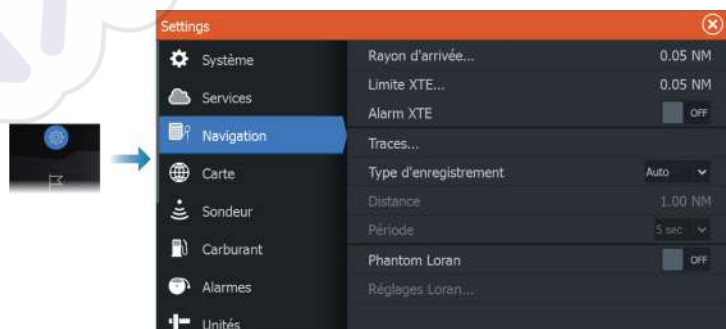 Settings
Système
Services
Navigation
Carte
Sondeur
Carburant
Alarmes
Unités
Rayon d'arrivée... 0.05 NM
Limite XTE... 0.05 NM
Alarm XTE OFF
Traces...
Type d'enregistrement Auto
Distance 1.00 NM
Période 5 sec
Phantom Loran OFF
Réglages Loran...